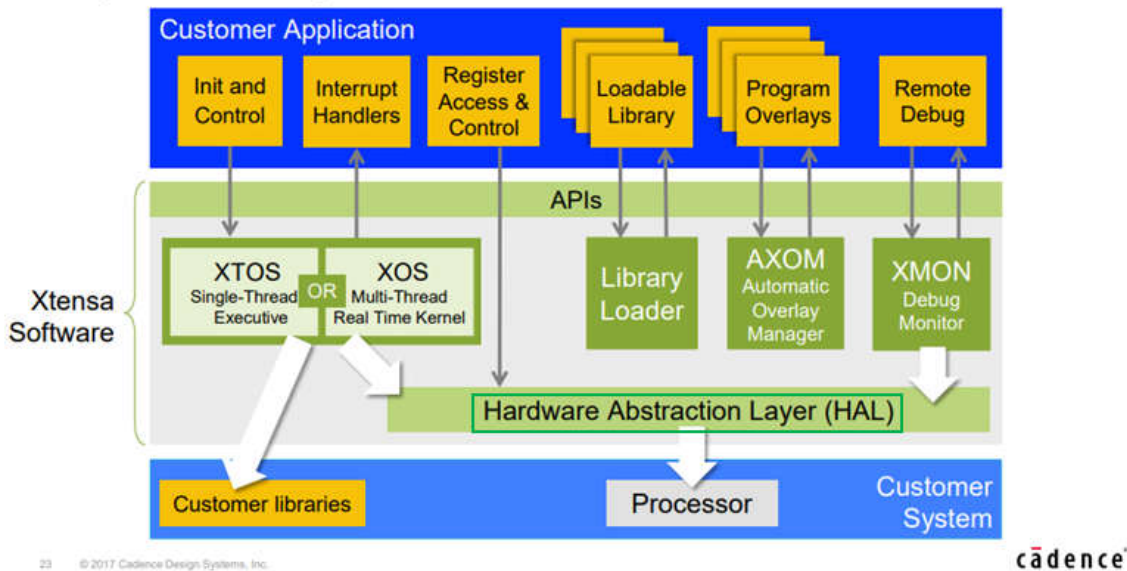 Customer Application
Init and
Control
Interrupt
Handlers
Register
Access &
Control
Loadable
Library
Program
Overlays
Remote
Debug
APIs
Xtensa
Software
XTOS
Single-Thread
Executive
OR
XOS
Multi-Thread
Real Time Kernel
Library
Loader
AXOM
Automatic
Overlay
Manager
XMON
Debug
Monitor
Hardware Abstraction Layer (HAL)
Customer libraries
Processor
Customer
System
23 © 2017 Cadence Design Systems, Inc.
cādence®